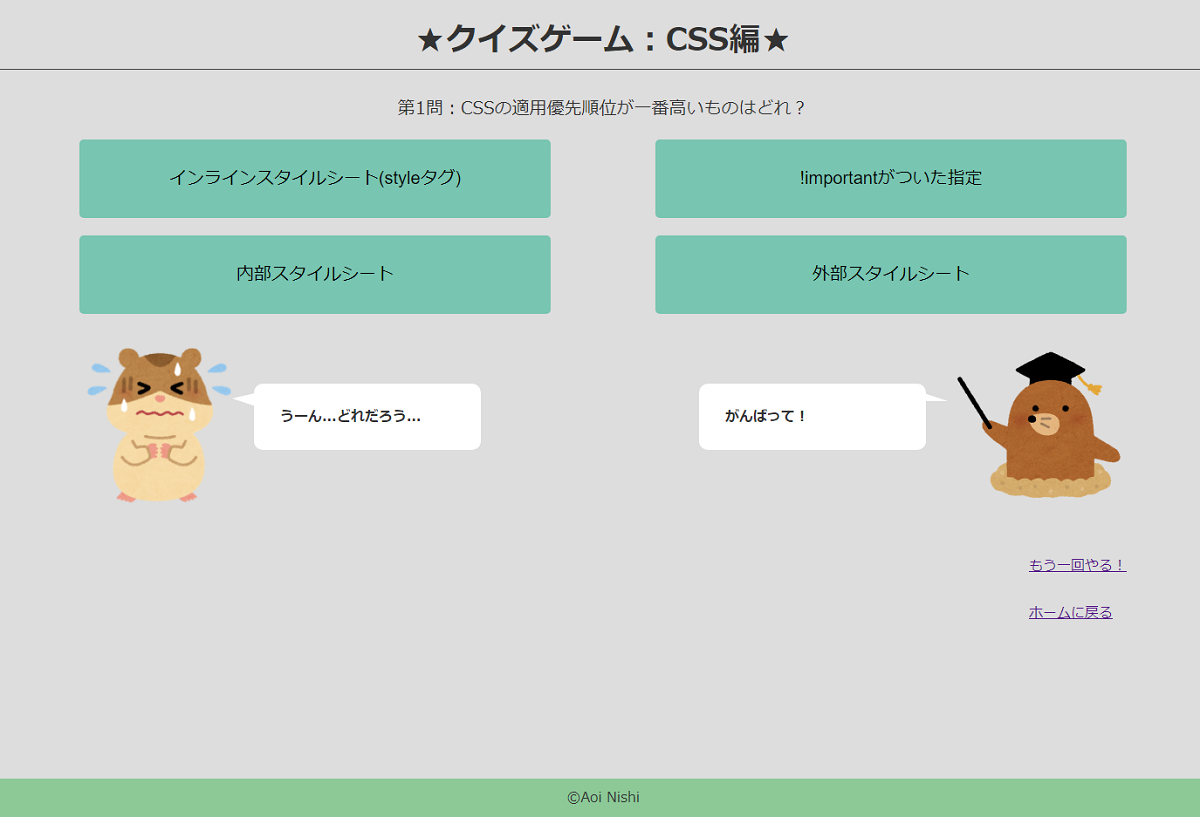 ★クイズゲーム：CSS編★
第1問：CSSの適用優先順位が一番高いものはどれ？
インラインスタイルシート(styleタグ)
!importantがついた指定
内部スタイルシート
外部スタイルシート
うーん...どれだろう...
がんばって！
もう一回やる！
ホームに戻る
©Aoi Nishi